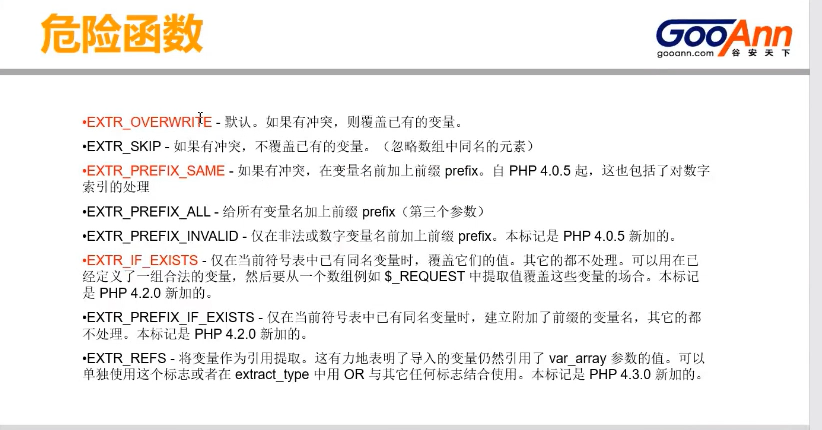 危险函数
GooAnn
gooann.com 谷安天下
•EXTR_OVERWRITE - 默认。如果有冲突，则覆盖已有的变量。
•EXTR_SKIP - 如果有冲突，不覆盖已有的变量。（忽略数组中同名的元素）
•EXTR_PREFIX_SAME - 如果有冲突，在变量名前加上前缀 prefix。自 PHP 4.0.5 起，这也包括了对数字
索引的处理
•EXTR_PREFIX_ALL - 给所有变量名加上前缀 prefix（第三个参数）
•EXTR_PREFIX_INVALID - 仅在非法或数字变量名前加上前缀 prefix。本标记是 PHP 4.0.5 新加的。
•EXTR_IF_EXISTS - 仅在当前符号表中已有同名变量时，覆盖它们的值。其它的都不处理。可以用在已
经定义了一组合法的变量，然后要从一个数组例如 $_REQUEST 中提取值覆盖这些变量的场合。本标记
是 PHP 4.2.0 新加的。
•EXTR_PREFIX_IF_EXISTS - 仅在当前符号表中已有同名变量时，建立附加了前缀的变量名，其它的都
不处理。本标记是 PHP 4.2.0 新加的。
•EXTR_REFS - 将变量作为引用提取。这有力地表明了导入的变量仍然引用了 var_array 参数的值。可以
单独使用这个标志或者在 extract_type 中用 OR 与其它任何标志结合使用。本标记是 PHP 4.3.0 新加的。